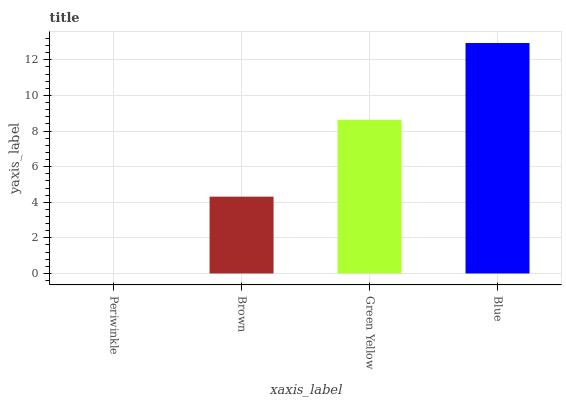 title
yaxis_label
12
10
8
6
4
2
0
Periwinkle
Brown
Green Yellow
Blue
xaxis_label